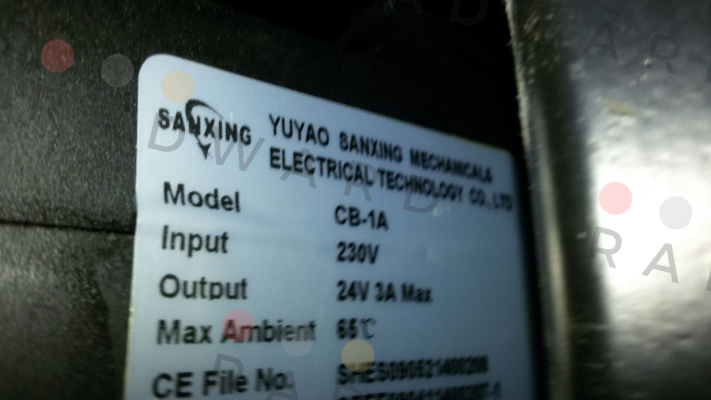 SANXING
YUYAO SANXING MECHANICALA
ELECTRICAL TECHNOLOGY CO., LTD
Model CB-1A
Input 230V
Output 24V 3A Max
Max Ambient 65℃
CE File No.